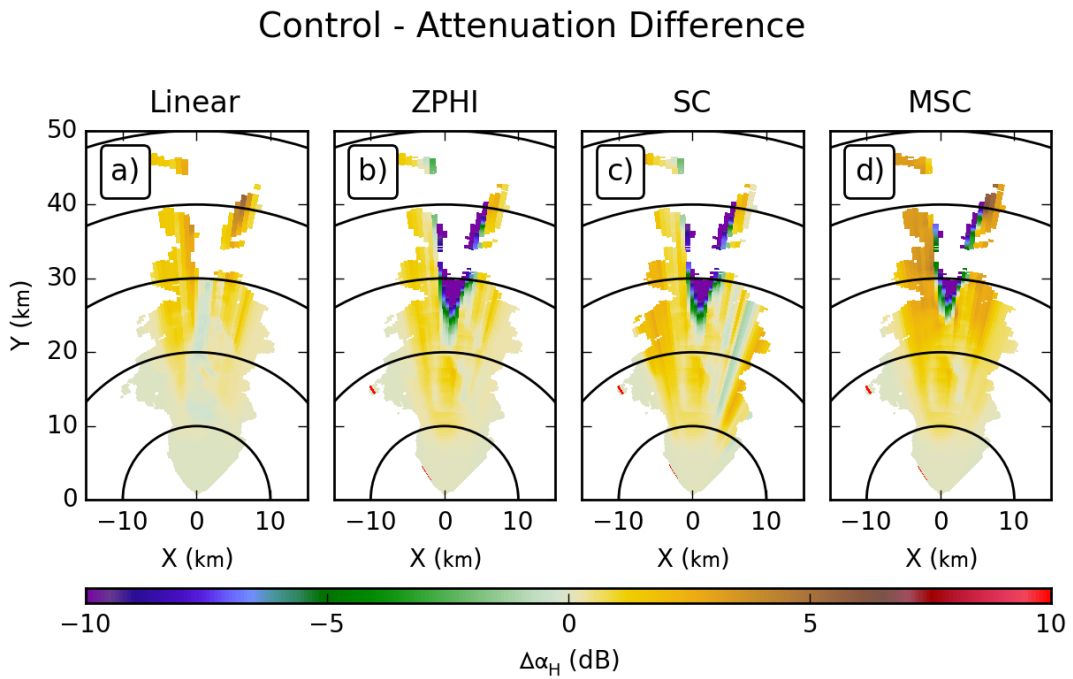 Control - Attenuation Difference
Linear ZPHI SC MSC
a) b) c) d)
50
40
30
20
10
0
Y (km)
−10 0 10 −10 0 10 −10 0 10 −10 0 10
X (km) X (km) X (km) X (km)
−10 −5 0 5 10
Δα_H (dB)